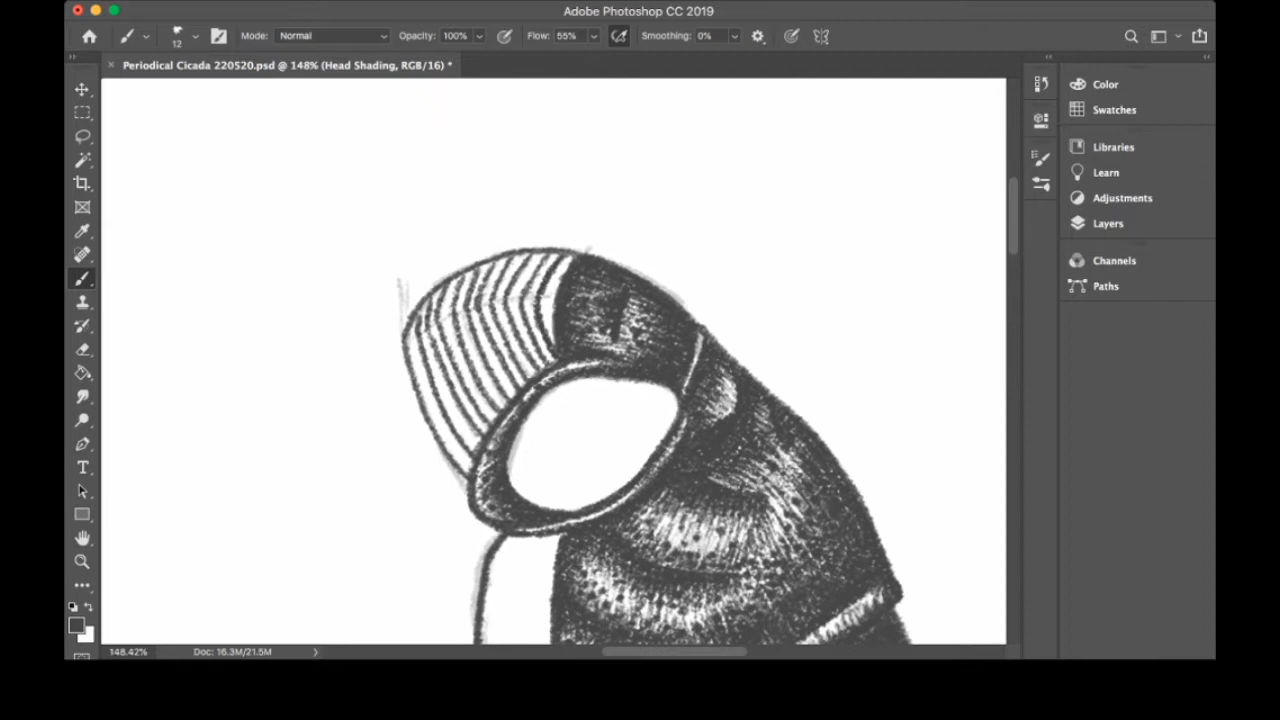 Adobe Photoshop CC 2019
12 Mode: Normal Opacity: 100% Flow: 55% Smoothing: 0%
Periodical Cicada 220520.psd @ 148% (Head Shading, RGB/16) *
Color
Swatches
Libraries
Learn
Adjustments
Layers
Channels
Paths
148.42% Doc: 16.3M/21.5M